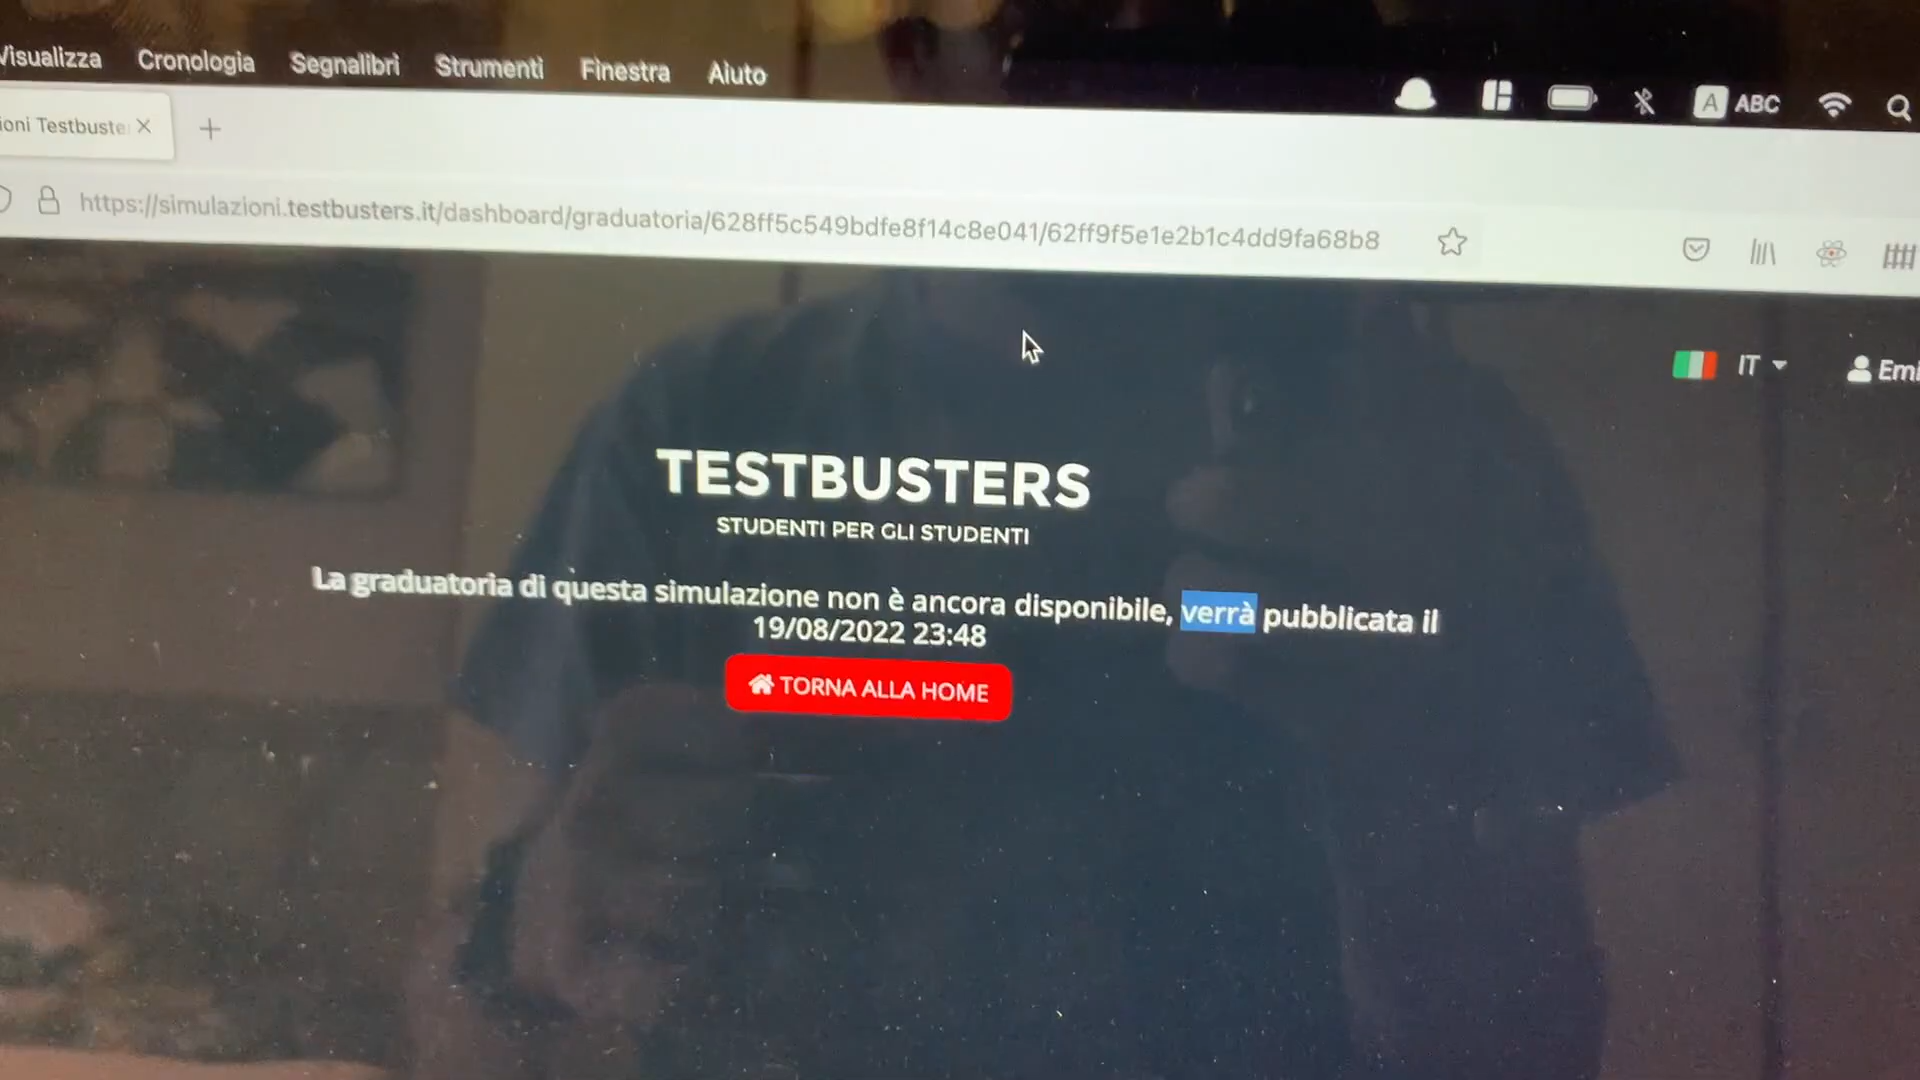 Visualizza Cronologia Segnalibri Strumenti Finestra Aiuto
A ABC
ioni Testbuste
https://simulazioni.testbusters.it/dashboard/graduatoria/628ff5c549bdfe8f14c8e041/62ff9f5e1e2b1c4dd9fa68b8
IT
Emi
TESTBUSTERS
STUDENTI PER GLI STUDENTI
La graduatoria di questa simulazione non è ancora disponibile, verrà pubblicata il
19/08/2022 23:48
TORNA ALLA HOME